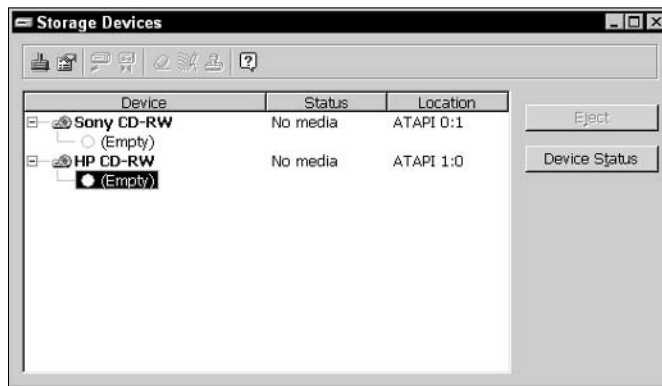 Storage Devices
Device Status Location
Sony CD-RW No media ATAPI 0:1
(Empty)
HP CD-RW No media ATAPI 1:0
(Empty)
Eject
Device Status